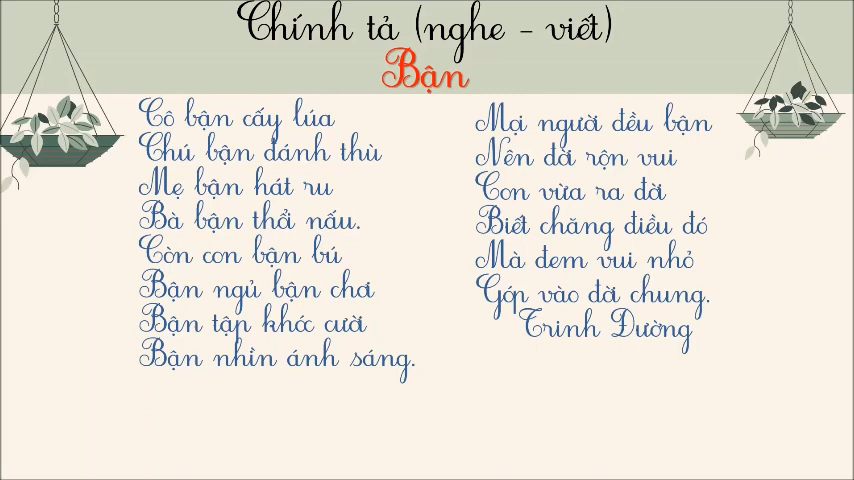 Chính tả (nghe - viết)
Bận
Cô bận cấy lúa
Chú bận đánh thù
Mẹ bận hát ru
Bà bận thổi nấu.
Còn con bận bú
Bận ngủ bận chơi
Bận tập khóc cười
Bận nhìn ánh sáng.
Mọi người đều bận
Nên đời rộn vui
Con vừa ra đời
Biết chăng điều đó
Mà đem vui nhỏ
Góp vào đời chung.
Trinh Đường